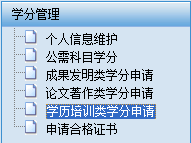 学分管理
个人信息维护
公需科目学分
成果发明类学分申请
论文著作类学分申请
学历培训类学分申请
申请合格证书